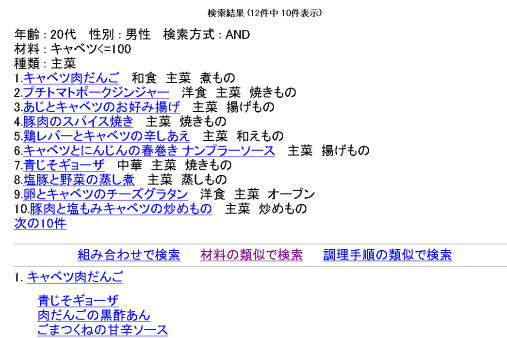 検索結果 (12件中 10件表示)
年齢 : 20代　性別 : 男性　検索方式 : AND
材料 : キャベツ<=100
種類 : 主菜
1.キャベツ肉だんご　和食　主菜　煮もの
2.プチトマトポークジンジャー　洋食　主菜　焼きもの
3.あじとキャベツのお好み揚げ　主菜　揚げもの
4.豚肉のスパイス焼き　主菜　焼きもの
5.鶏レバーとキャベツの辛しあえ　主菜　和えもの
6.キャベツとにんじんの春巻き ナンプラーソース　主菜　揚げもの
7.青じそギョーザ　中華　主菜　焼きもの
8.塩豚と野菜の蒸し煮　主菜　蒸しもの
9.卵とキャベツのチーズグラタン　洋食　主菜　オーブン
10.豚肉と塩もみキャベツの炒めもの　主菜　炒めもの
次の10件
組み合わせで検索　材料の類似で検索　調理手順の類似で検索
1. キャベツ肉だんご
青じそギョーザ
肉だんごの黒酢あん
ごまつくねの甘辛ソース